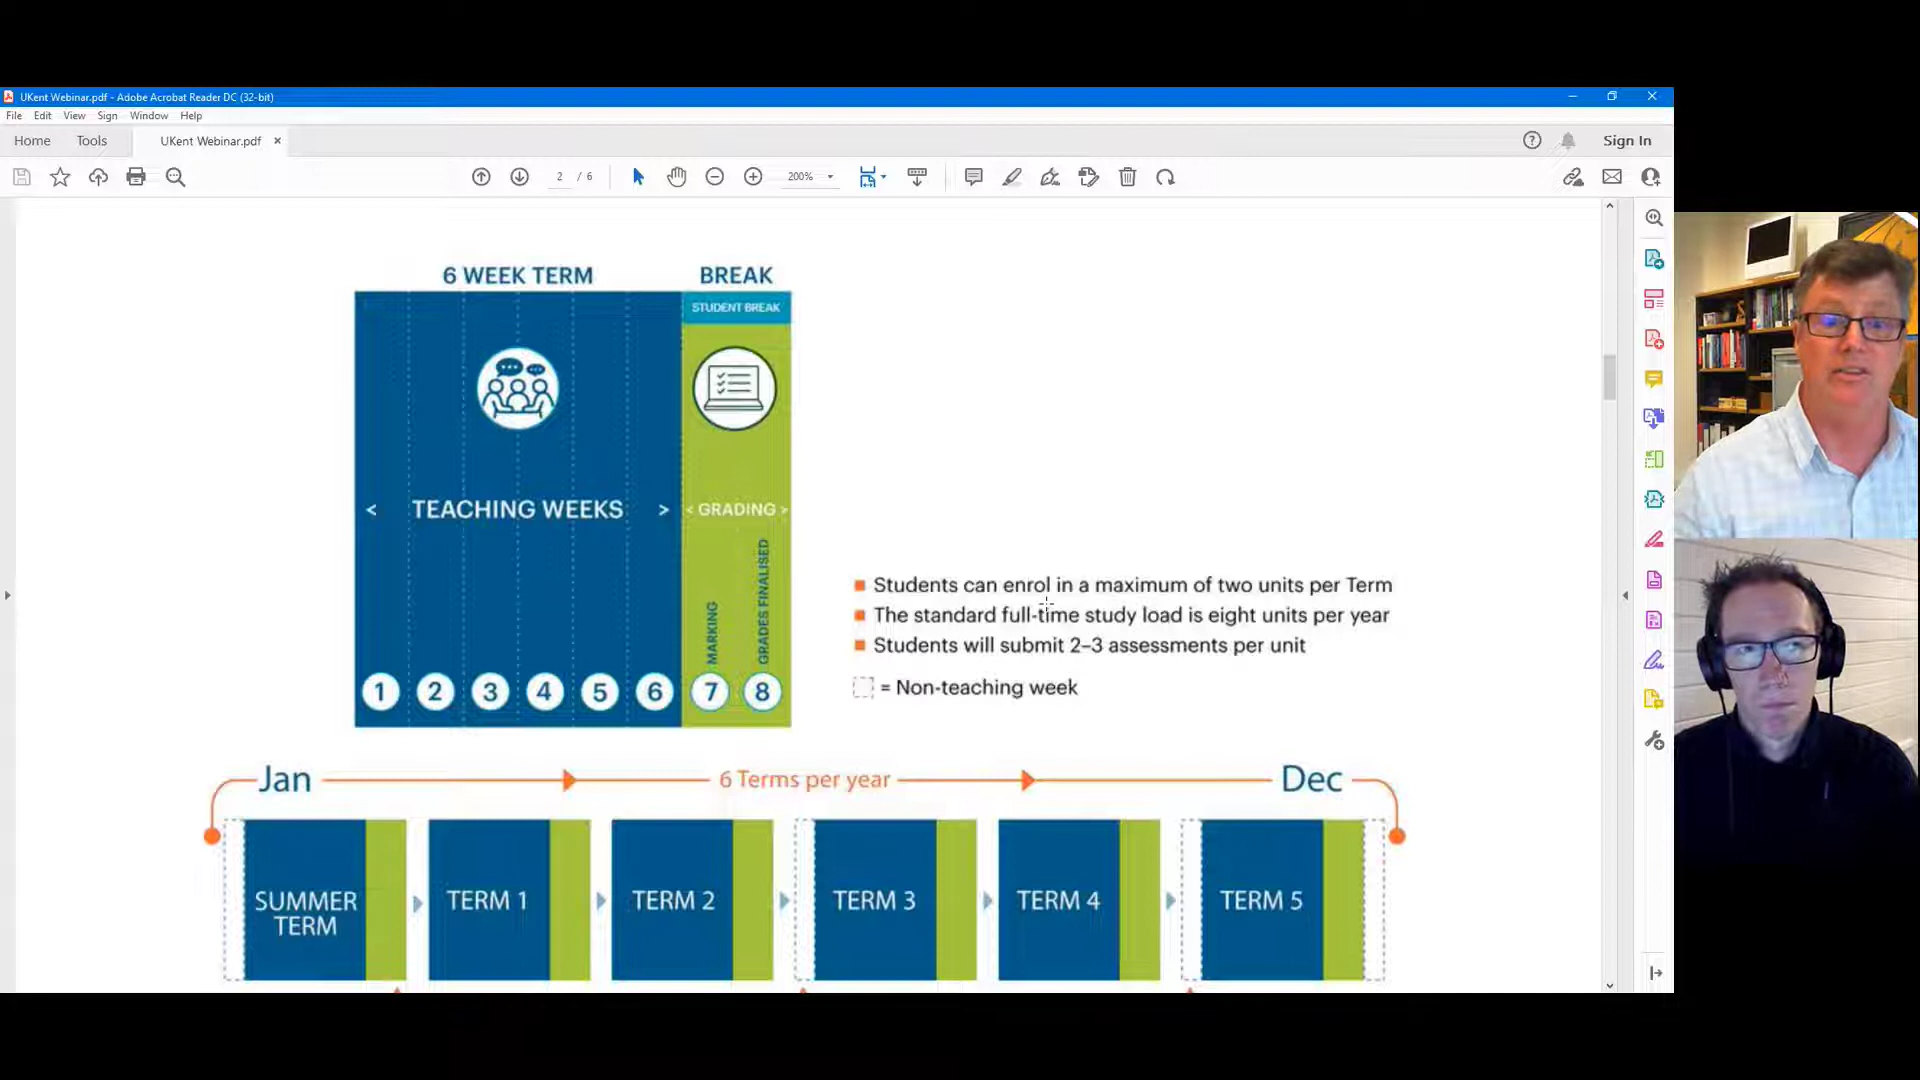 UKent Webinar.pdf - Adobe Acrobat Reader DC (32-bit)
File Edit View Sign Window Help
Home Tools UKent Webinar.pdf × Sign In
2 / 6 200%
6 WEEK TERM BREAK
STUDENT BREAK
< TEACHING WEEKS > < GRADING >
MARKING
GRADES FINALISED
1 2 3 4 5 6 7 8
Students can enrol in a maximum of two units per Term
The standard full-time study load is eight units per year
Students will submit 2–3 assessments per unit
= Non-teaching week
Jan 6 Terms per year Dec
SUMMER TERM 1 TERM 2 TERM 3 TERM 4 TERM 5
TERM